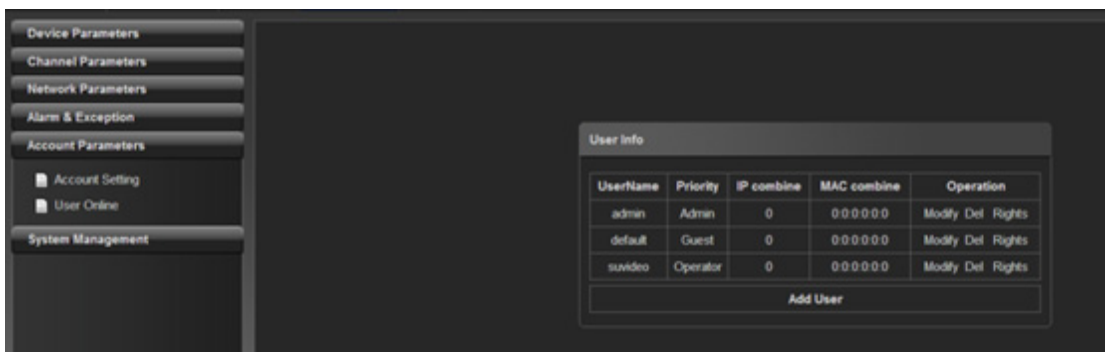 Device Parameters
Channel Parameters
Network Parameters
Alarm & Exception
Account Parameters
Account Setting
User Online
System Management
User Info
UserName Priority IP combine MAC combine Operation
admin Admin 0 0:0:0:0:0:0 Modify Del Rights
default Guest 0 0:0:0:0:0:0 Modify Del Rights
suvideo Operator 0 0:0:0:0:0:0 Modify Del Rights
Add User